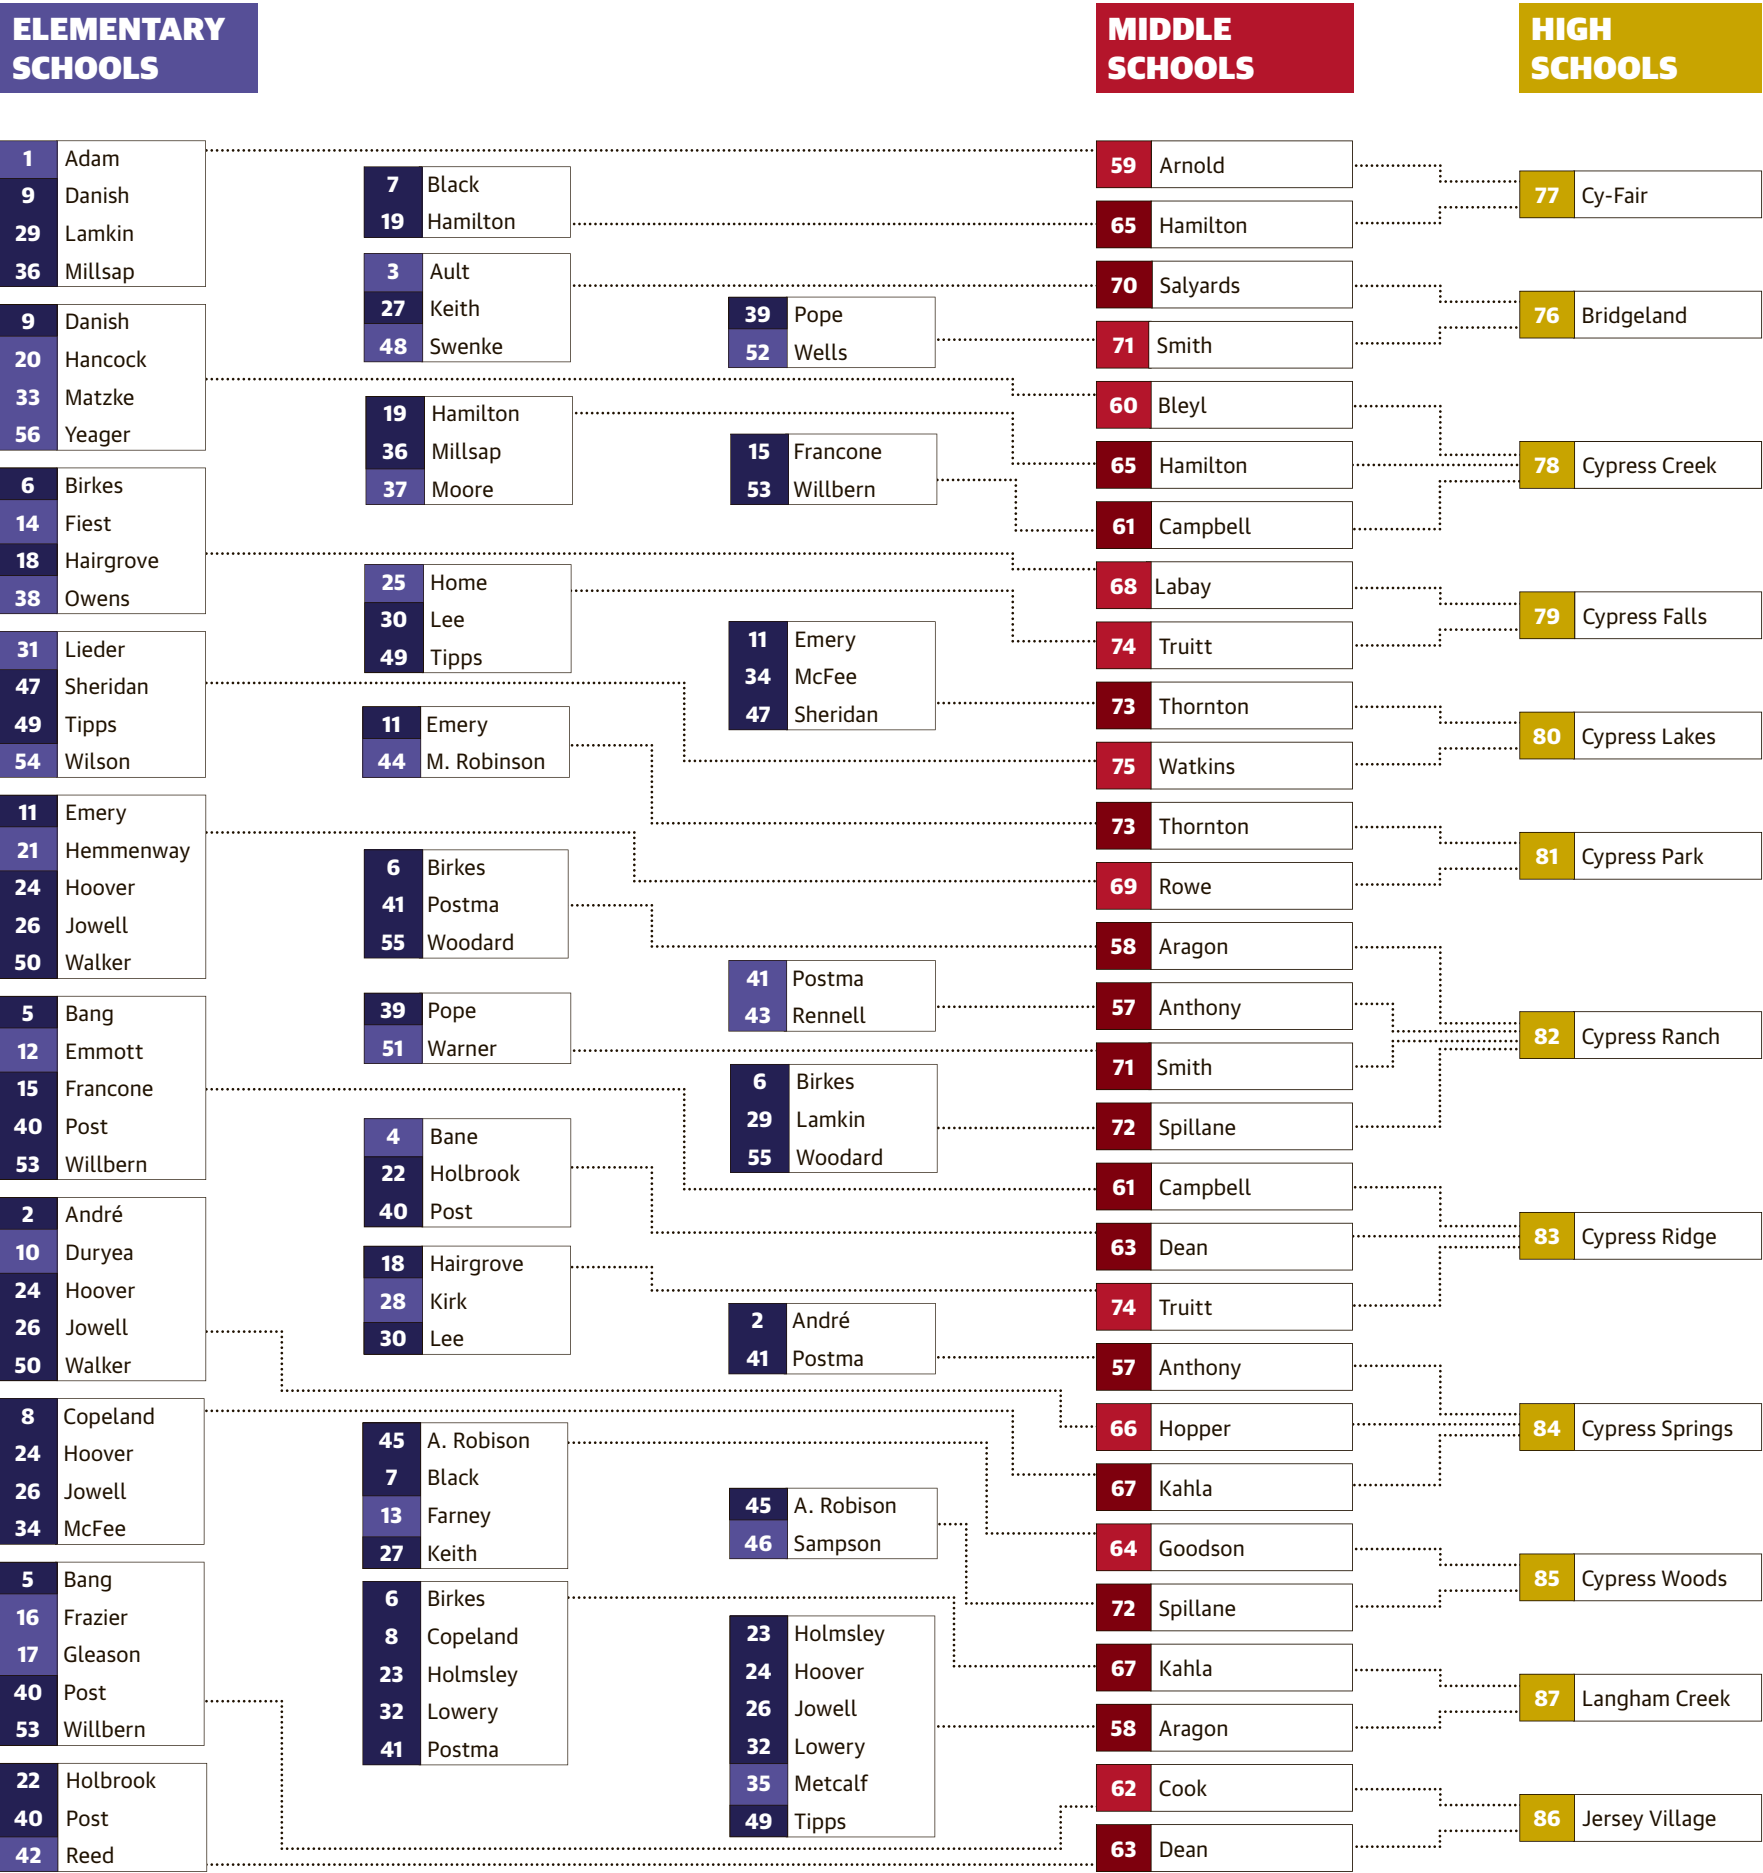 ELEMENTARY
SCHOOLS
MIDDLE
SCHOOLS
HIGH
SCHOOLS
1 Adam
9 Danish
29 Lamkin
36 Millsap
9 Danish
20 Hancock
33 Matzke
56 Yeager
6 Birkes
14 Fiest
18 Hairgrove
38 Owens
31 Lieder
47 Sheridan
49 Tipps
54 Wilson
11 Emery
21 Hemmenway
24 Hoover
26 Jowell
50 Walker
5 Bang
12 Emmott
15 Francone
40 Post
53 Willbern
2 André
10 Duryea
24 Hoover
26 Jowell
50 Walker
8 Copeland
24 Hoover
26 Jowell
34 McFee
5 Bang
16 Frazier
17 Gleason
40 Post
53 Willbern
22 Holbrook
40 Post
42 Reed
7 Black
19 Hamilton
3 Ault
27 Keith
48 Swenke
19 Hamilton
36 Millsap
37 Moore
25 Home
30 Lee
49 Tipps
11 Emery
44 M. Robinson
6 Birkes
41 Postma
55 Woodard
39 Pope
51 Warner
4 Bane
22 Holbrook
40 Post
18 Hairgrove
28 Kirk
30 Lee
45 A. Robison
7 Black
13 Farney
27 Keith
6 Birkes
8 Copeland
23 Holmsley
32 Lowery
41 Postma
39 Pope
52 Wells
15 Francone
53 Willbern
11 Emery
34 McFee
47 Sheridan
41 Postma
43 Rennell
6 Birkes
29 Lamkin
55 Woodard
2 André
41 Postma
45 A. Robison
46 Sampson
23 Holmsley
24 Hoover
26 Jowell
32 Lowery
35 Metcalf
49 Tipps
59 Arnold
65 Hamilton
70 Salyards
71 Smith
60 Bleyl
65 Hamilton
61 Campbell
68 Labay
74 Truitt
73 Thornton
75 Watkins
73 Thornton
69 Rowe
58 Aragon
57 Anthony
71 Smith
72 Spillane
61 Campbell
63 Dean
74 Truitt
57 Anthony
66 Hopper
67 Kahla
64 Goodson
72 Spillane
67 Kahla
58 Aragon
62 Cook
63 Dean
77 Cy-Fair
76 Bridgeland
78 Cypress Creek
79 Cypress Falls
80 Cypress Lakes
81 Cypress Park
82 Cypress Ranch
83 Cypress Ridge
84 Cypress Springs
85 Cypress Woods
87 Langham Creek
86 Jersey Village